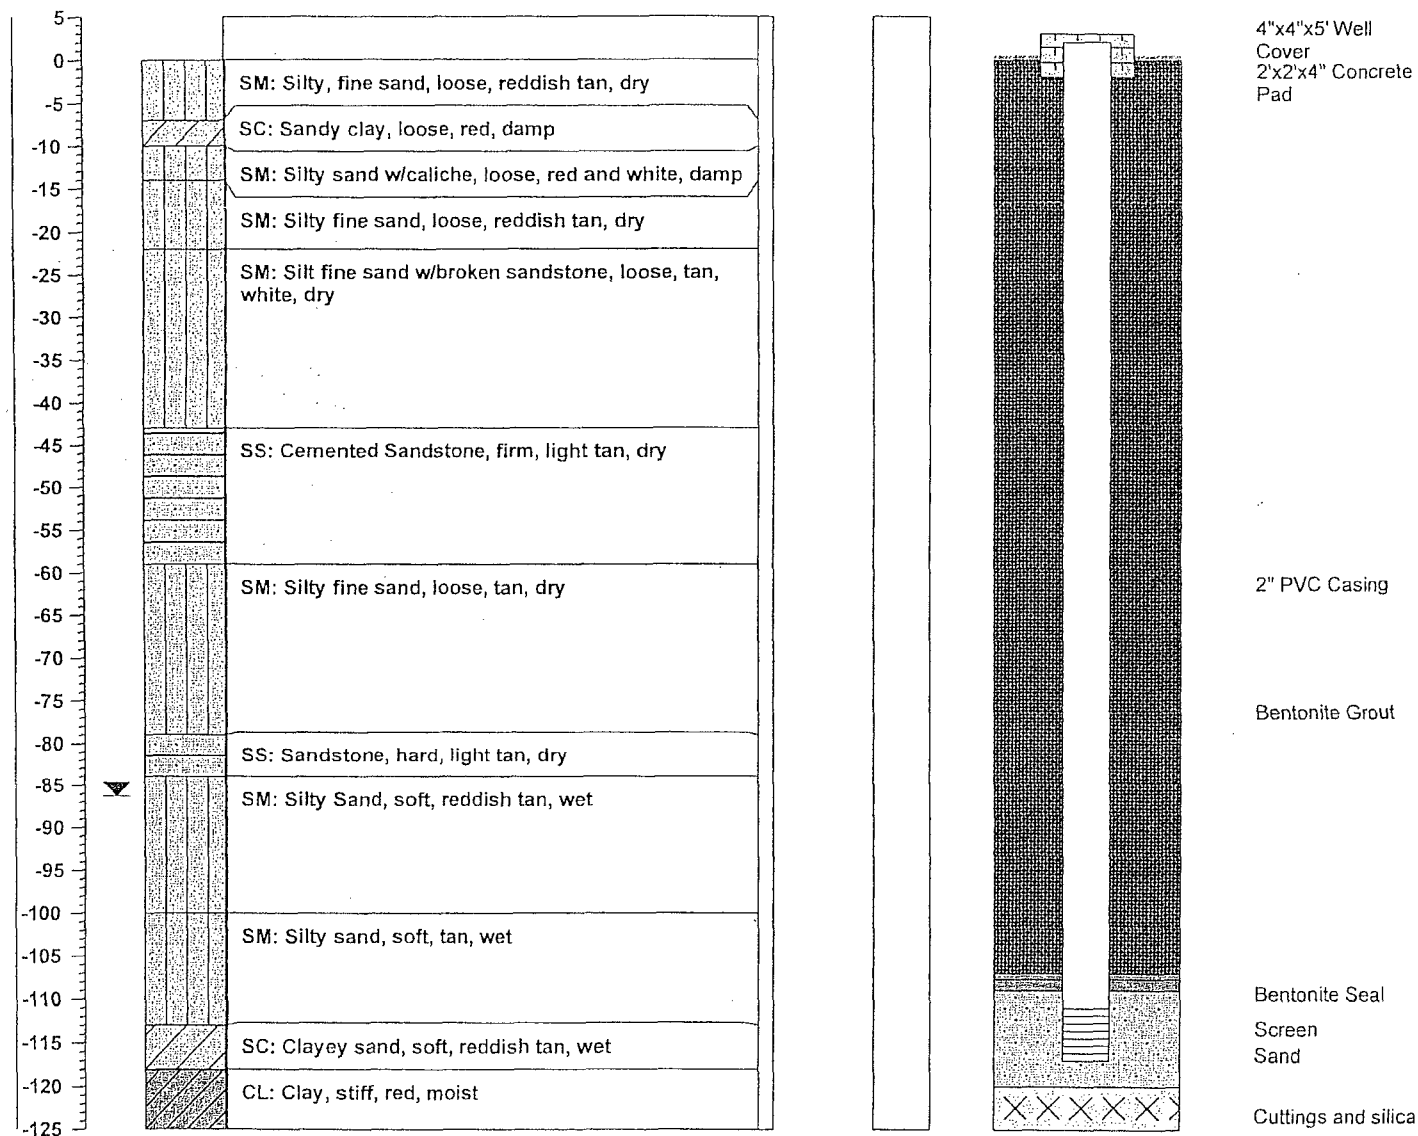 5
0
-5
-10
-15
-20
-25
-30
-35
-40
-45
-50
-55
-60
-65
-70
-75
-80
-85
-90
-95
-100
-105
-110
-115
-120
-125
SM: Silty, fine sand, loose, reddish tan, dry
SC: Sandy clay, loose, red, damp
SM: Silty sand w/caliche, loose, red and white, damp
SM: Silty fine sand, loose, reddish tan, dry
SM: Silt fine sand w/broken sandstone, loose, tan,
white, dry
SS: Cemented Sandstone, firm, light tan, dry
SM: Silty fine sand, loose, tan, dry
SS: Sandstone, hard, light tan, dry
SM: Silty Sand, soft, reddish tan, wet
SM: Silty sand, soft, tan, wet
SC: Clayey sand, soft, reddish tan, wet
CL: Clay, stiff, red, moist
4"x4"x5' Well
Cover
2'x2'x4" Concrete
Pad
2" PVC Casing
Bentonite Grout
Bentonite Seal
Screen
Sand
Cuttings and silica